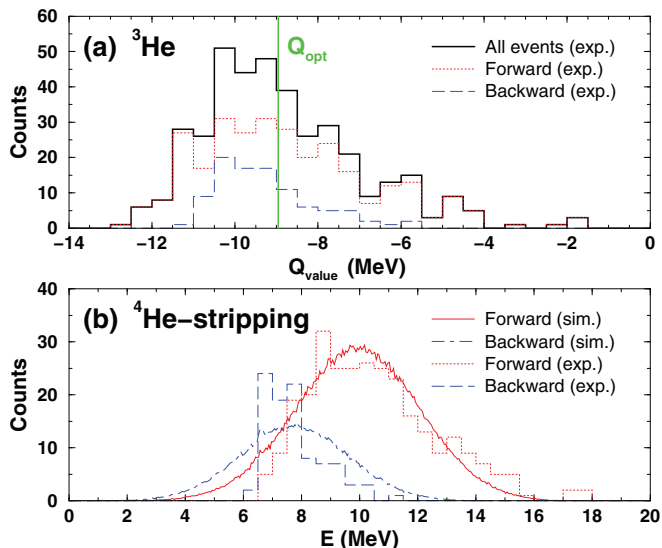 (a) ³He
Q_opt
All events (exp.)
Forward (exp.)
Backward (exp.)
Counts
60
50
40
30
20
10
0
−14 −12 −10 −8 −6 −4 −2 0
Q_value (MeV)
(b) ⁴He−stripping
Forward (sim.)
Backward (sim.)
Forward (exp.)
Backward (exp.)
Counts
40
30
20
10
0
0 2 4 6 8 10 12 14 16 18 20
E (MeV)